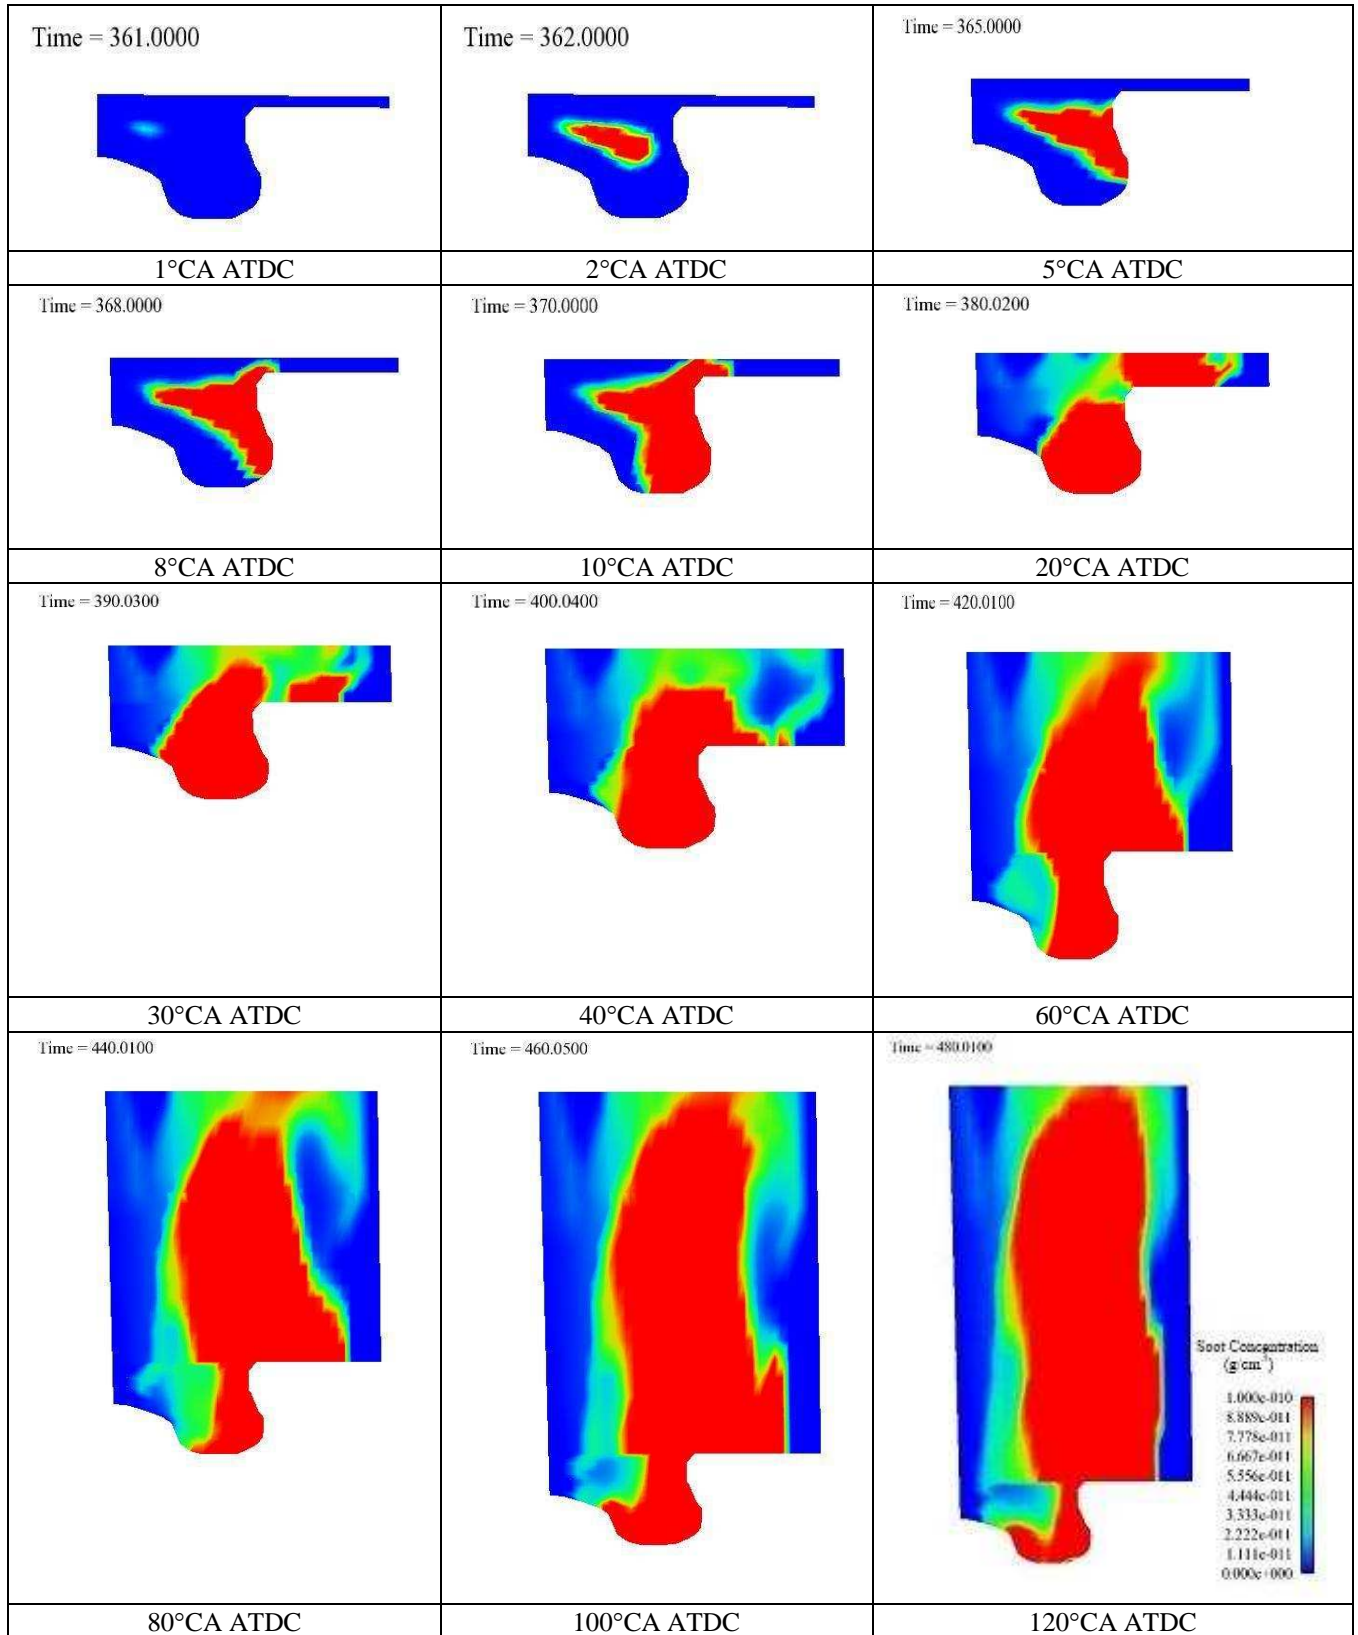 Time = 361.0000
Time = 362.0000
Time = 365.0000
1°CA ATDC
2°CA ATDC
5°CA ATDC
Time = 368.0000
Time = 370.0000
Time = 380.0200
8°CA ATDC
10°CA ATDC
20°CA ATDC
Time = 390.0300
Time = 400.0400
Time = 420.0100
30°CA ATDC
40°CA ATDC
60°CA ATDC
Time = 440.0100
Time = 460.0500
Time = 480.0100
Soot Concentration
(g/cm³)
1.000e-010
8.889e-011
7.778e-011
6.667e-011
5.556e-011
4.444e-011
3.333e-011
2.222e-011
1.111e-011
0.000e+000
80°CA ATDC
100°CA ATDC
120°CA ATDC